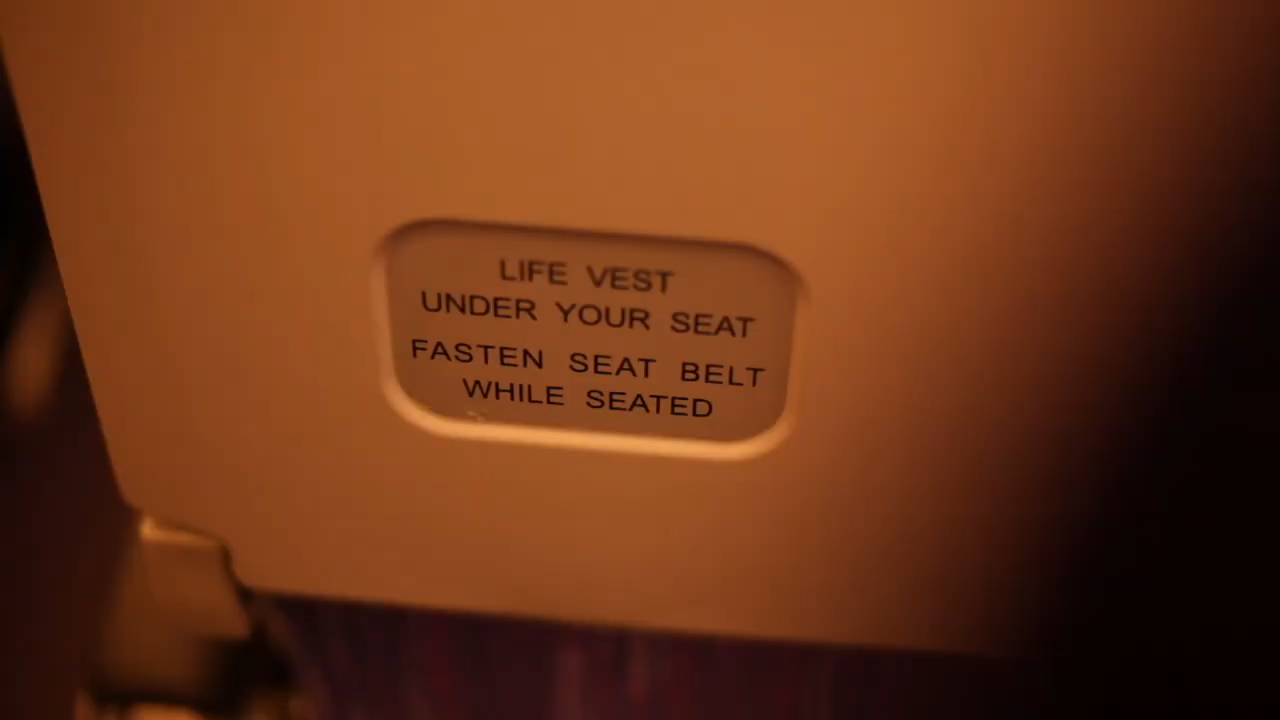 LIFE VEST
UNDER YOUR SEAT
FASTEN SEAT BELT
WHILE SEATED